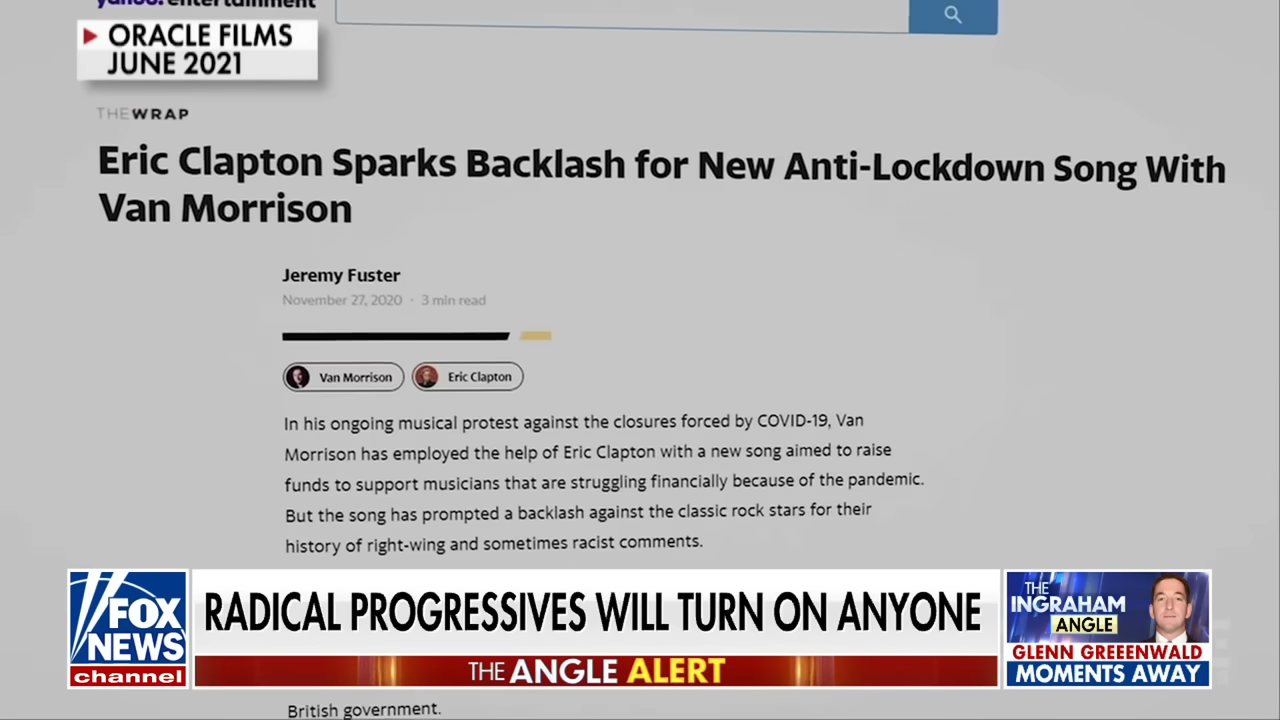 yahoo! entertainment
ORACLE FILMS
JUNE 2021
THEWRAP
Eric Clapton Sparks Backlash for New Anti-Lockdown Song With
Van Morrison
Jeremy Fuster
November 27, 2020 · 3 min read
Van Morrison
Eric Clapton
In his ongoing musical protest against the closures forced by COVID-19, Van
Morrison has employed the help of Eric Clapton with a new song aimed to raise
funds to support musicians that are struggling financially because of the pandemic.
But the song has prompted a backlash against the classic rock stars for their
history of right-wing and sometimes racist comments.
FOX
NEWS
channel
RADICAL PROGRESSIVES WILL TURN ON ANYONE
THE ANGLE ALERT
THE
INGRAHAM
ANGLE
GLENN GREEENWALD
MOMENTS AWAY
British government.